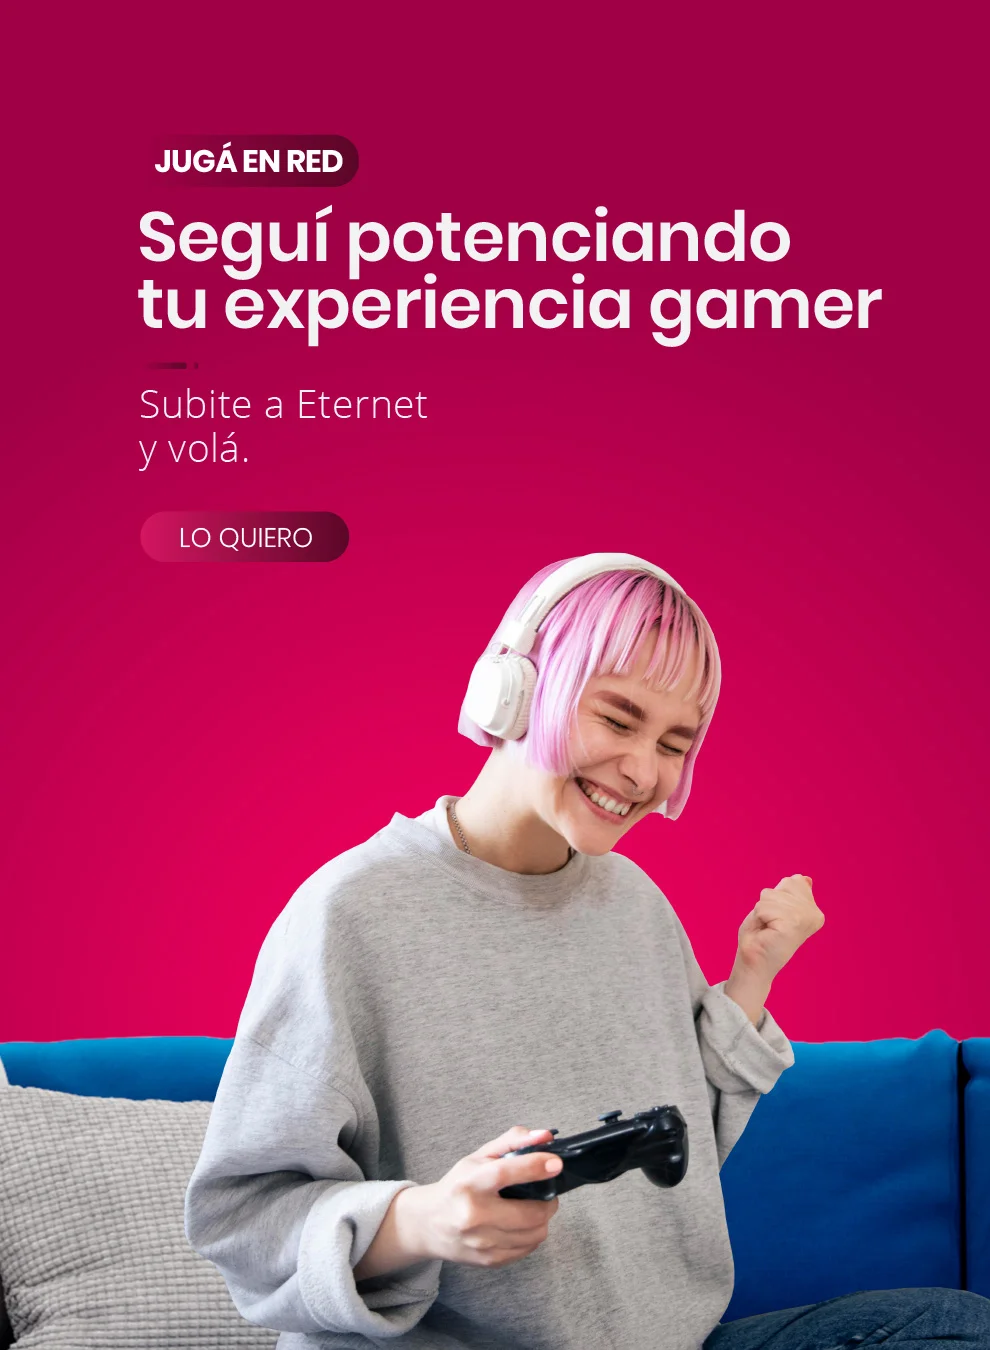 JUGÁ EN RED
Seguí potenciando
tu experiencia gamer
Subite a Eternet
y volá.
LO QUIERO